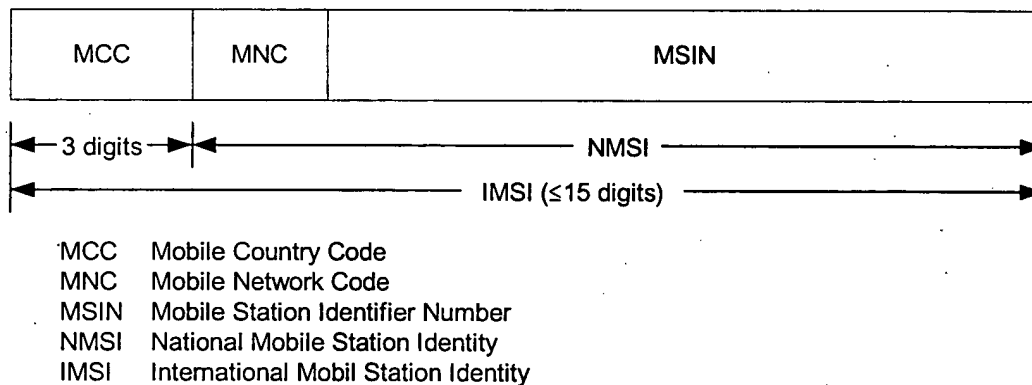 MCC MNC MSIN
3 digits NMSI
IMSI (≤15 digits)
MCC Mobile Country Code
MNC Mobile Network Code
MSIN Mobile Station Identifier Number
NMSI National Mobile Station Identity
IMSI International Mobil Station Identity